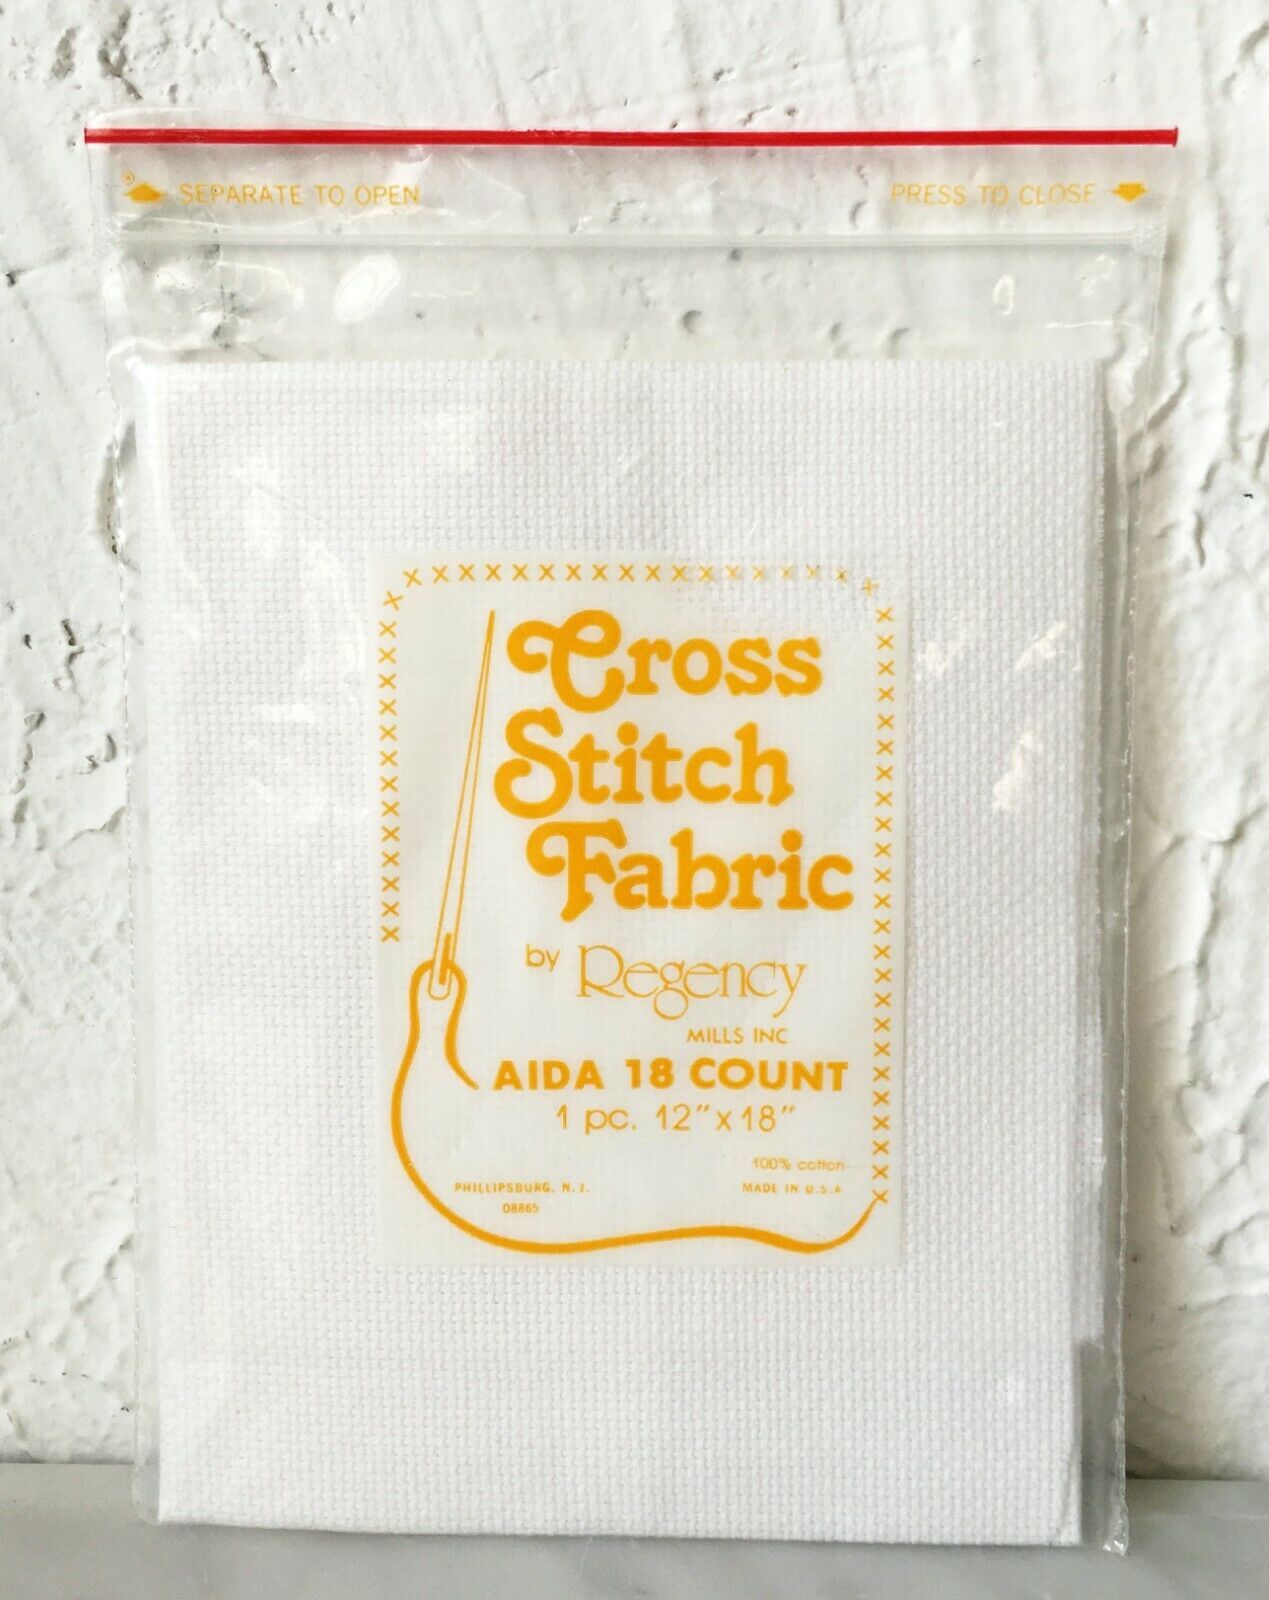 SEPARATE TO OPEN
PRESS TO CLOSE
Cross
Stitch
Fabric
by Regency
MILLS INC.
AIDA 18 COUNT
1 pc. 12" x 18"
100% cotton
PHILLIPSBURG, N.J.
08865
MADE IN U.S.A